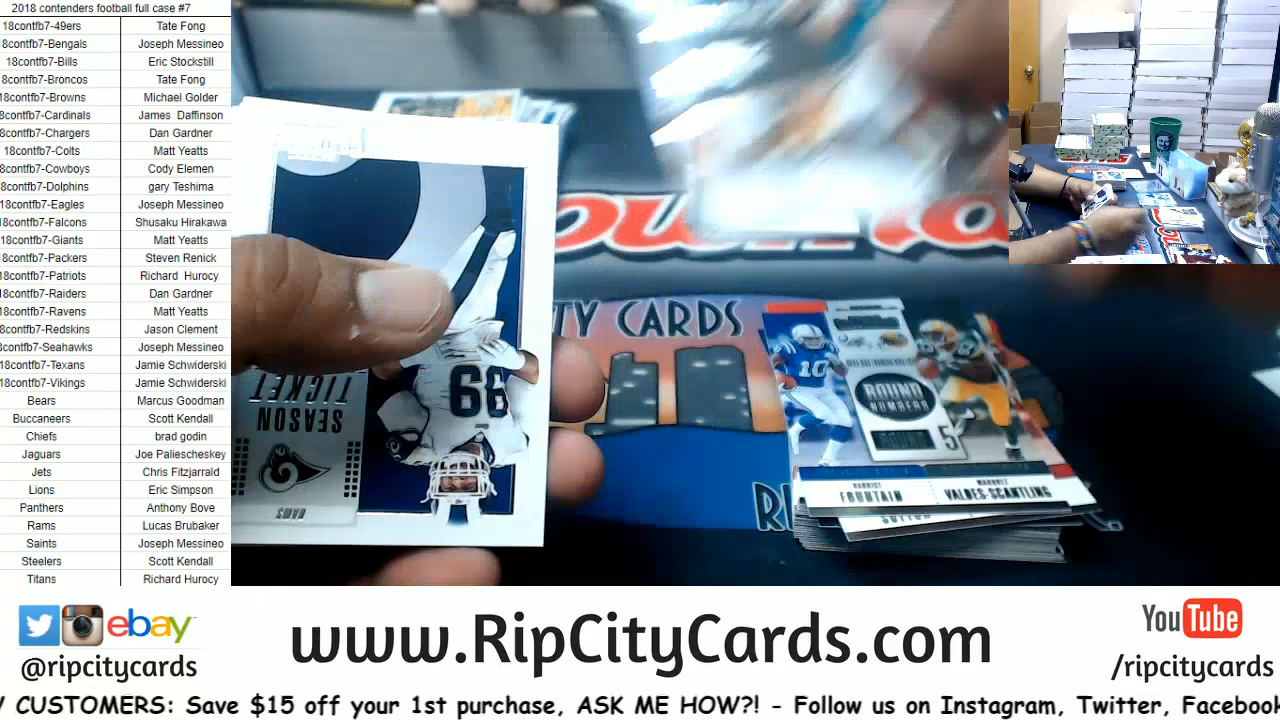 2018 contenders football full case #7
18contfb7-49ers Tate Fong
8contfb7-Bengals Joseph Messineo
18contfb7-Bills Eric Stockstill
8contfb7-Broncos Tate Fong
18contfb7-Browns Michael Golder
8contfb7-Cardinals James Daffinson
8contfb7-Chargers Dan Gardner
18contfb7-Colts Matt Yeatts
8contfb7-Cowboys Cody Elemen
8contfb7-Dolphins gary Teshima
18contfb7-Eagles Joseph Messineo
18contfb7-Falcons Shusaku Hirakawa
18contfb7-Giants Matt Yeatts
18contfb7-Packers Steven Renick
18contfb7-Patriots Richard Hurocy
18contfb7-Raiders Dan Gardner
18contfb7-Ravens Matt Yeatts
8contfb7-Redskins Jason Clement
8contfb7-Seahawks Joseph Messineo
18contfb7-Texans Jamie Schwiderski
18contfb7-Vikings Jamie Schwiderski
Bears Marcus Goodman
Buccaneers Scott Kendall
Chiefs brad godin
Jaguars Joe Paliescheskey
Jets Chris Fitzjarrald
Lions Eric Simpson
Panthers Anthony Bove
Rams Lucas Brubaker
Saints Joseph Messineo
Steelers Scott Kendall
Titans Richard Hurocy
SEASON
TICKET
RAMS
99
TY CARDS
10
ROUND
NUMBERS
ROUND 5
FOUNTAIN
VALDES-SCANTLING
SUTTON
RI
ebay
@ripcitycards
www.RipCityCards.com
YouTube
/ripcitycards
CUSTOMERS: Save $15 off your 1st purchase, ASK ME HOW?! - Follow us on Instagram, Twitter, Facebook